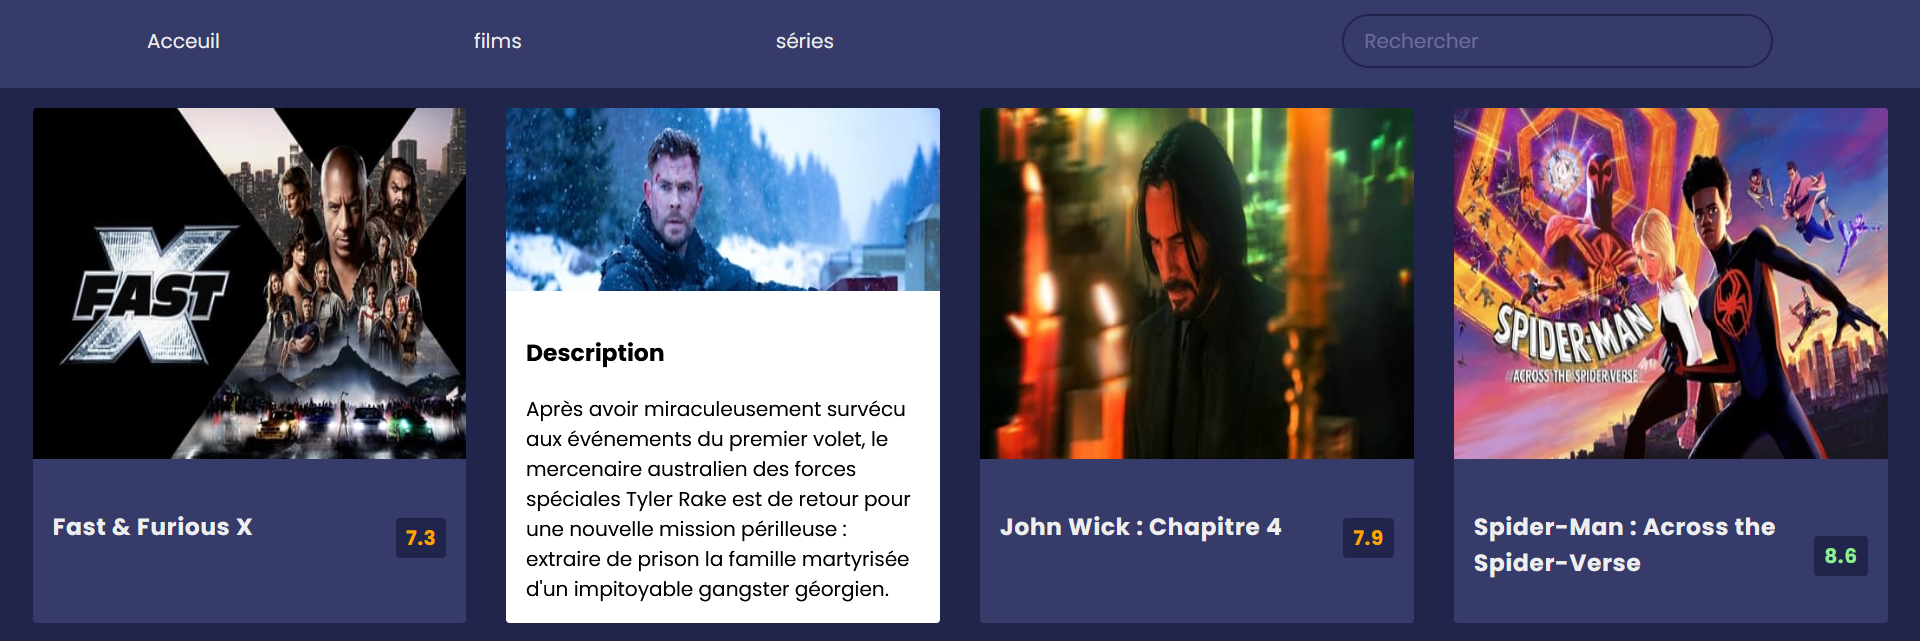 Acceuil
films
séries
Rechercher
FAST
X
Fast & Furious X
7.3
Description
Après avoir miraculeusement survécu
aux événements du premier volet, le
mercenaire australien des forces
spéciales Tyler Rake est de retour pour
une nouvelle mission périlleuse :
extraire de prison la famille martyrisée
d'un impitoyable gangster géorgien.
John Wick : Chapitre 4
7.9
SPIDER-MAN
ACROSS THE SPIDER-VERSE
Spider-Man : Across the
Spider-Verse
8.6